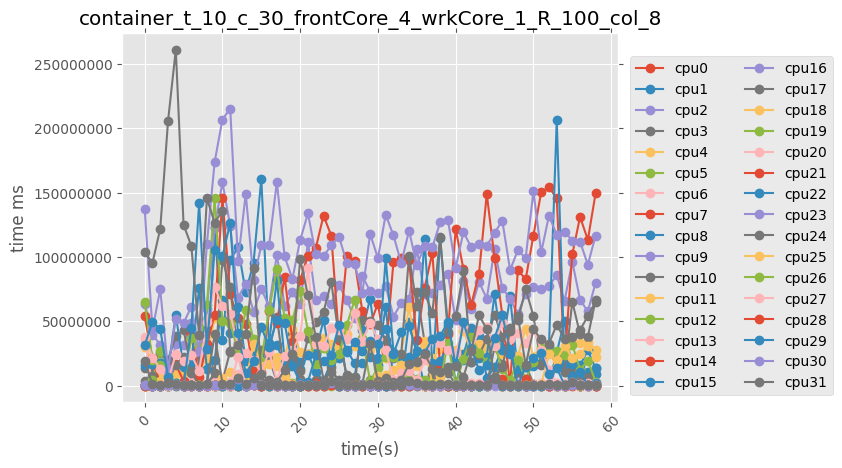 container_t_10_c_30_frontCore_4_wrkCore_1_R_100_col_8
250000000
200000000
150000000
100000000
50000000
0
time ms
0
10
20
30
40
50
60
time(s)
cpu0
cpu1
cpu2
cpu3
cpu4
cpu5
cpu6
cpu7
cpu8
cpu9
cpu10
cpu11
cpu12
cpu13
cpu14
cpu15
cpu16
cpu17
cpu18
cpu19
cpu20
cpu21
cpu22
cpu23
cpu24
cpu25
cpu26
cpu27
cpu28
cpu29
cpu30
cpu31